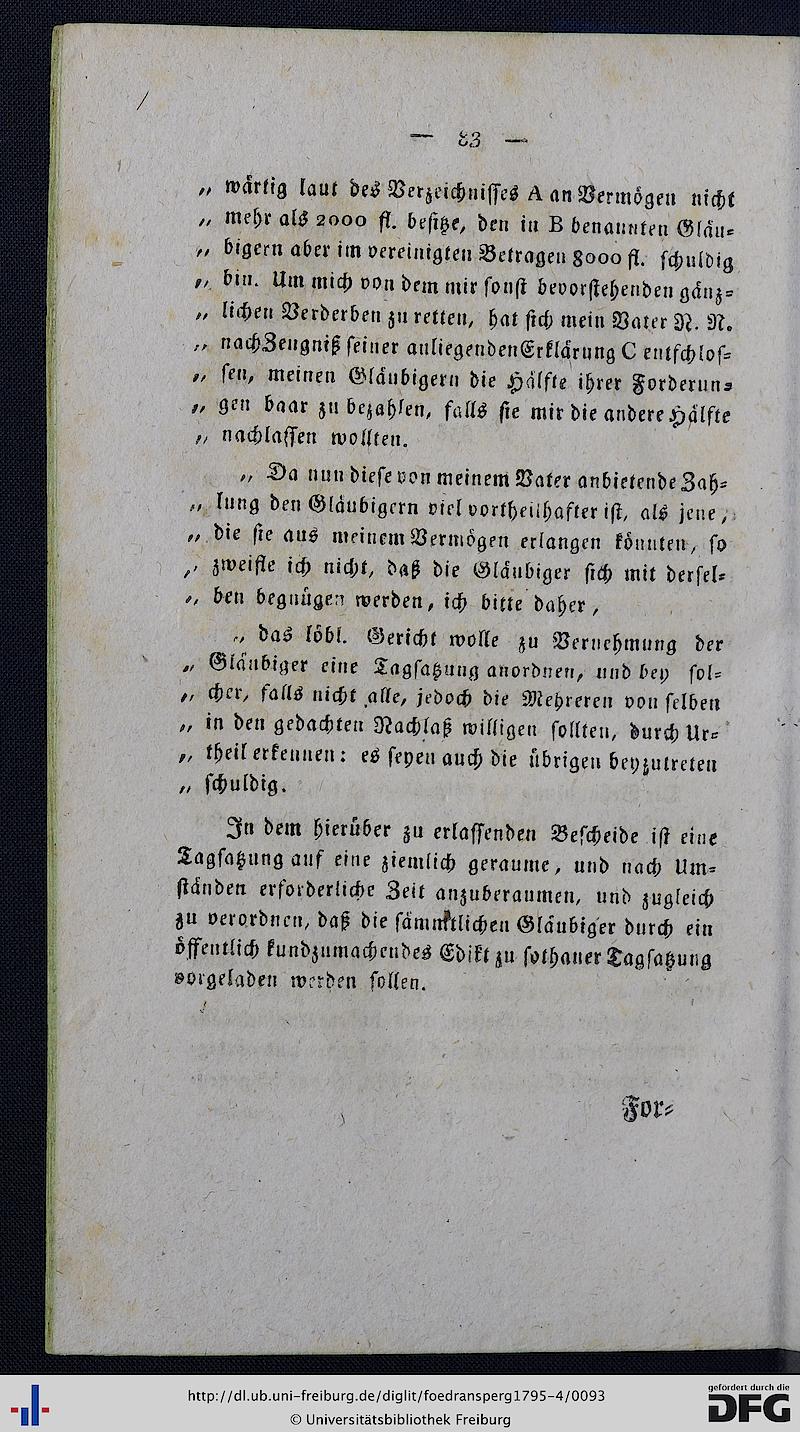 — 83 —
„ wärtig laut des Verzeichnisses A an Vermögen nicht
„ mehr als 2000 fl. besitze, den in B benannten Gläu-
„ bigern aber im vereinigten Betragen 8000 fl. schuldig
„ bin. Um mich von dem mir sonst bevorstehenden gänz-
„ lichen Verderben zu retten, hat sich mein Vater N. N.
„ nach Zeugniß seiner anliegenden Erklärung C entschlos-
„ sen, meinen Gläubigern die Hälfte ihrer Forderun-
„ gen baar zu bezahlen, falls sie mir die andere Hälfte
„ nachlassen wollten.
„ Da nun diese von meinem Vater anbietende Zah-
„ lung den Gläubigern viel vortheilhafter ist, als jene,
„ die sie aus meinem Vermögen erlangen könnten, so
„ zweifle ich nicht, daß die Gläubiger sich mit dersel-
„ ben begnügen werden, ich bitte daher,
„ das löbl. Gericht wolle zu Vernehmung der
„ Gläubiger eine Tagsatzung anordnen, und bey sol-
„ cher, falls nicht alle, jedoch die Mehreren von selben
„ in den gedachten Nachlaß willigen sollten, durch Ur-
„ theil erkennen: es seyen auch die übrigen beyzutreten
„ schuldig.
In dem hierüber zu erlassenden Bescheide ist eine
Tagsatzung auf eine ziemlich geraume, und nach Um-
ständen erforderliche Zeit anzuberaumen, und zugleich
zu verordnen, daß die sämmtlichen Gläubiger durch ein
öffentlich kundzumachendes Edikt zu sothaner Tagsatzung
vorgeladen werden sollen.
For-
http://dl.ub.uni-freiburg.de/diglit/foedransperg1795-4/0093
© Universitätsbibliothek Freiburg
gefördert durch die
DFG